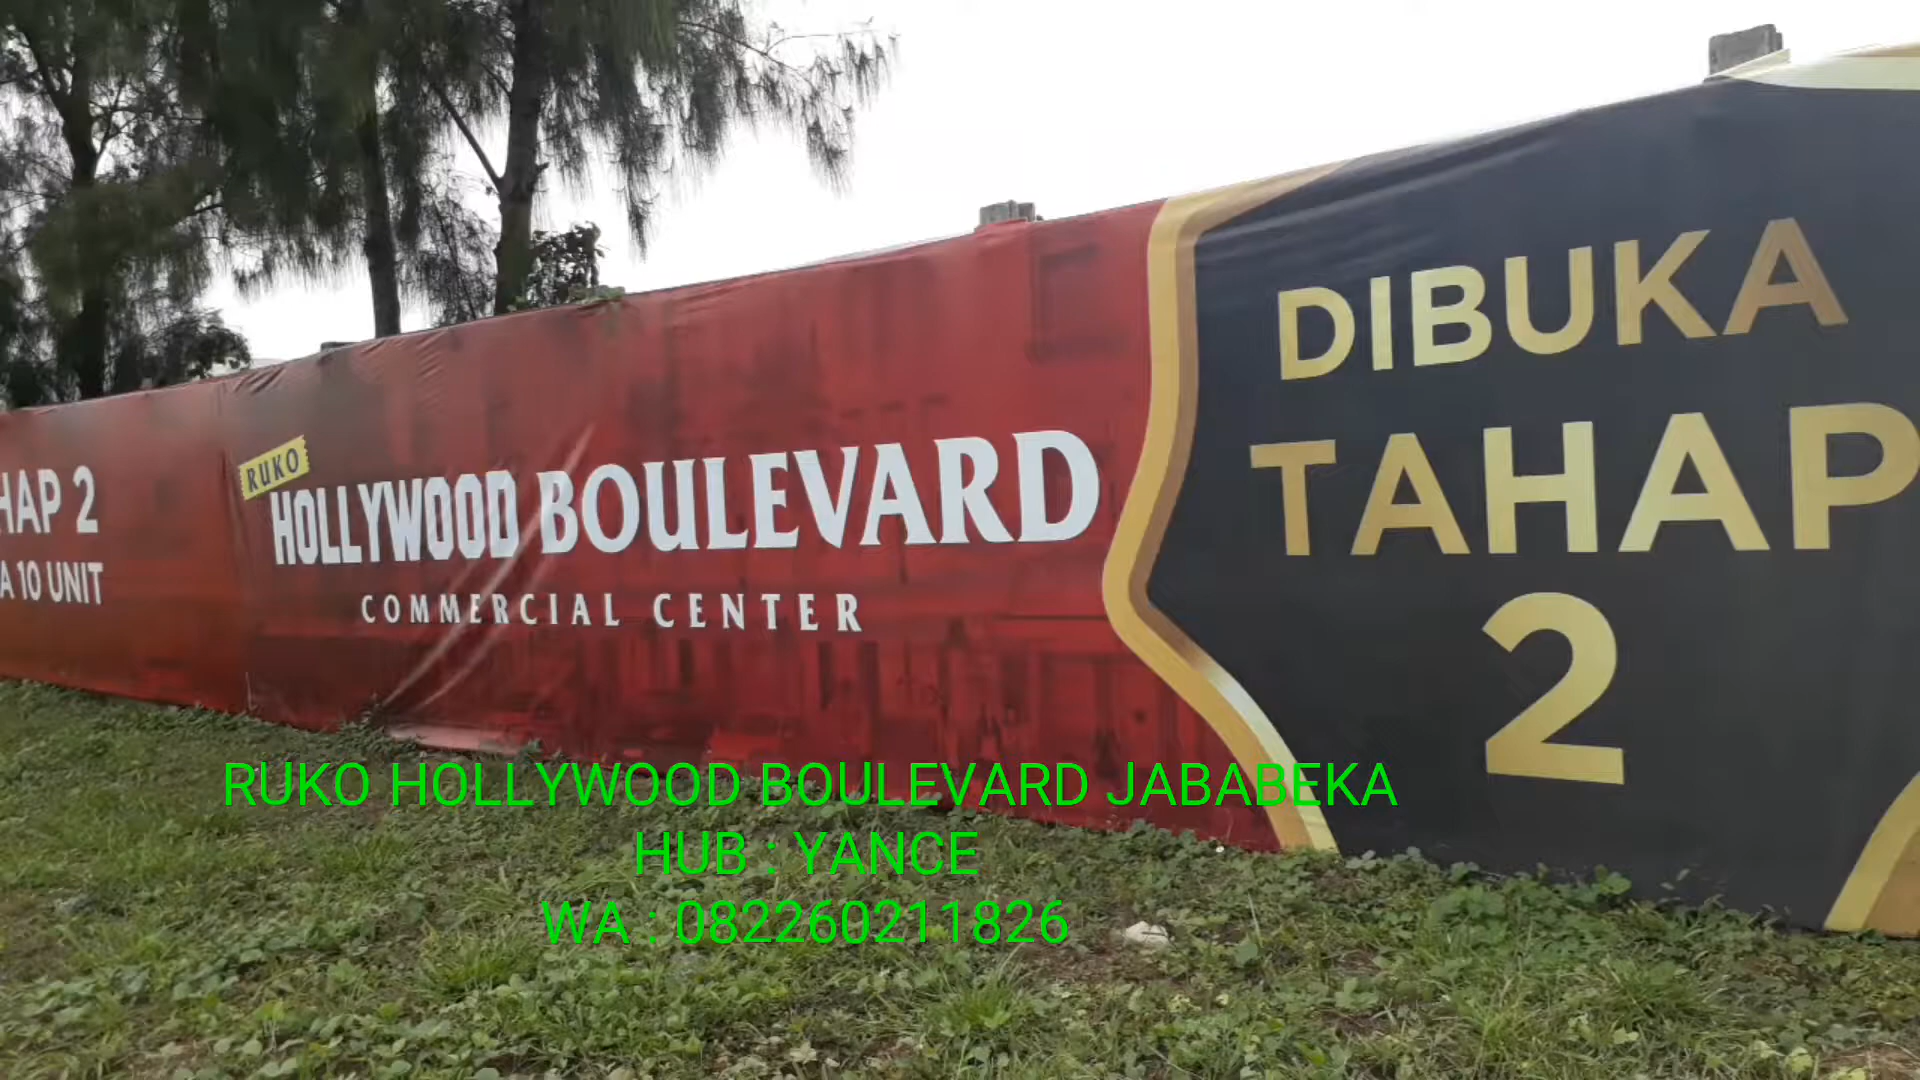 HAP 2
A 10 UNIT
RUKO
HOLLYWOOD BOULEVARD
COMMERCIAL CENTER
DIBUKA
TAHAP
2
RUKO HOLLYWOOD BOULEVARD JABABEKA
HUB : YANCE
WA : 082260211826